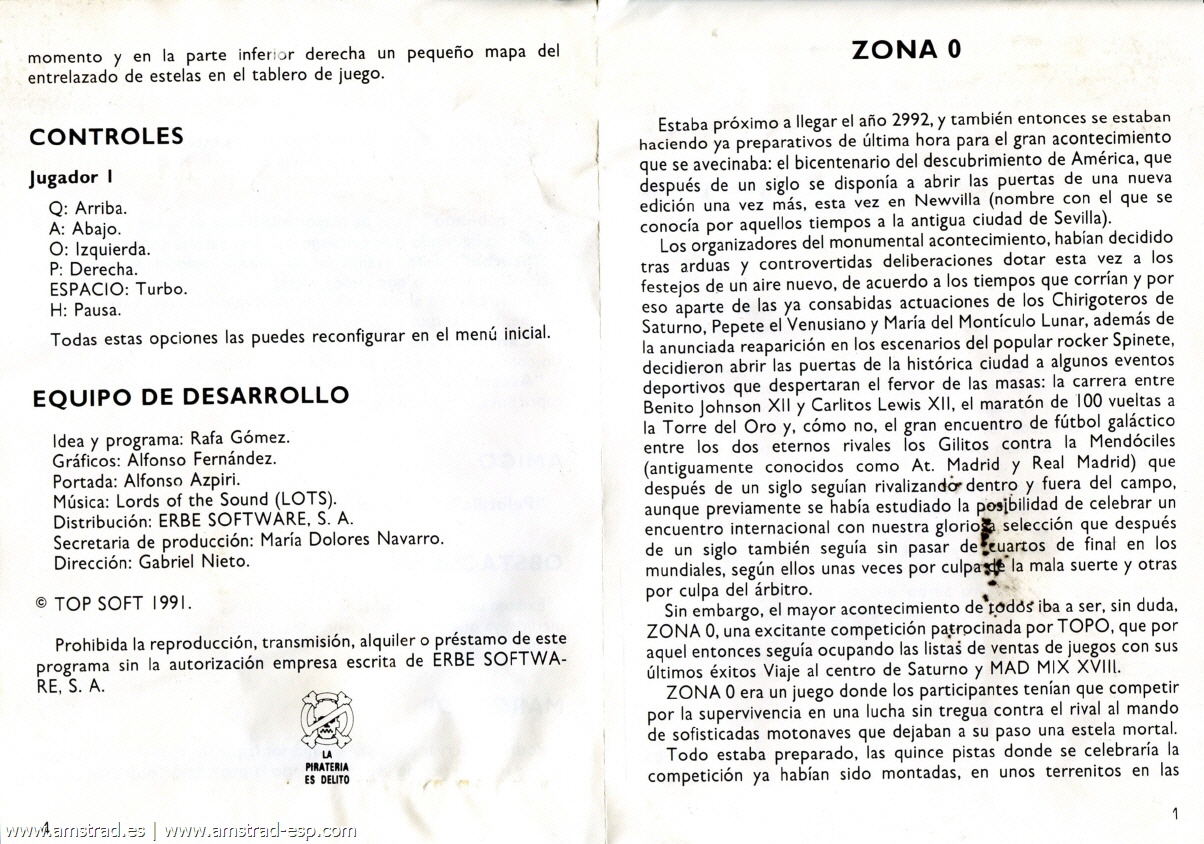 momento y en la parte inferior derecha un pequeño mapa del
entrelazado de estelas en el tablero de juego.
CONTROLES
Jugador I
Q: Arriba.
A: Abajo.
O: Izquierda.
P: Derecha.
ESPACIO: Turbo.
H: Pausa.
Todas estas opciones las puedes reconfigurar en el menú inicial.
EQUIPO DE DESARROLLO
Idea y programa: Rafa Gómez.
Gráficos: Alfonso Fernández.
Portada: Alfonso Azpiri.
Música: Lords of the Sound (LOTS).
Distribución: ERBE SOFTWARE, S. A.
Secretaria de producción: María Dolores Navarro.
Dirección: Gabriel Nieto.
© TOP SOFT 1991.
Prohibida la reproducción, transmisión, alquiler o préstamo de este
programa sin la autorización empresa escrita de ERBE SOFTWA-
RE, S. A.
LA
PIRATERIA
ES DELITO
4
www.amstrad.es | www.amstrad-esp.com
ZONA 0
Estaba próximo a llegar el año 2992, y también entonces se estaban
haciendo ya preparativos de última hora para el gran acontecimiento
que se avecinaba: el bicentenario del descubrimiento de América, que
después de un siglo se disponía a abrir las puertas de una nueva
edición una vez más, esta vez en Newvilla (nombre con el que se
conocía por aquellos tiempos a la antigua ciudad de Sevilla).
Los organizadores del monumental acontecimiento, habían decidido
tras arduas y controvertidas deliberaciones dotar esta vez a los
festejos de un aire nuevo, de acuerdo a los tiempos que corrían y por
eso aparte de las ya consabidas actuaciones de los Chirigoteros de
Saturno, Pepete el Venusiano y María del Montículo Lunar, además de
la anunciada reaparición en los escenarios del popular rocker Spinete,
decidieron abrir las puertas de la histórica ciudad a algunos eventos
deportivos que despertaran el fervor de las masas: la carrera entre
Benito Johnson XII y Carlitos Lewis XII, el maratón de 100 vueltas a
la Torre del Oro y, cómo no, el gran encuentro de fútbol galáctico
entre los dos eternos rivales los Gilitos contra la Mendóciles
(antiguamente conocidos como At. Madrid y Real Madrid) que
después de un siglo seguían rivalizando dentro y fuera del campo,
aunque previamente se había estudiado la posibilidad de celebrar un
encuentro internacional con nuestra gloriosa selección que después
de un siglo también seguía sin pasar de cuartos de final en los
mundiales, según ellos unas veces por culpa de la mala suerte y otras
por culpa del árbitro.
Sin embargo, el mayor acontecimiento de todos iba a ser, sin duda,
ZONA 0, una excitante competición patrocinada por TOPO, que por
aquel entonces seguía ocupando las listas de ventas de juegos con sus
últimos éxitos Viaje al centro de Saturno y MAD MIX XVIII.
ZONA 0 era un juego donde los participantes tenían que competir
por la supervivencia en una lucha sin tregua contra el rival al mando
de sofisticadas motonaves que dejaban a su paso una estela mortal.
Todo estaba preparado, las quince pistas donde se celebraría la
competición ya habían sido montadas, en unos terrenitos en las
1